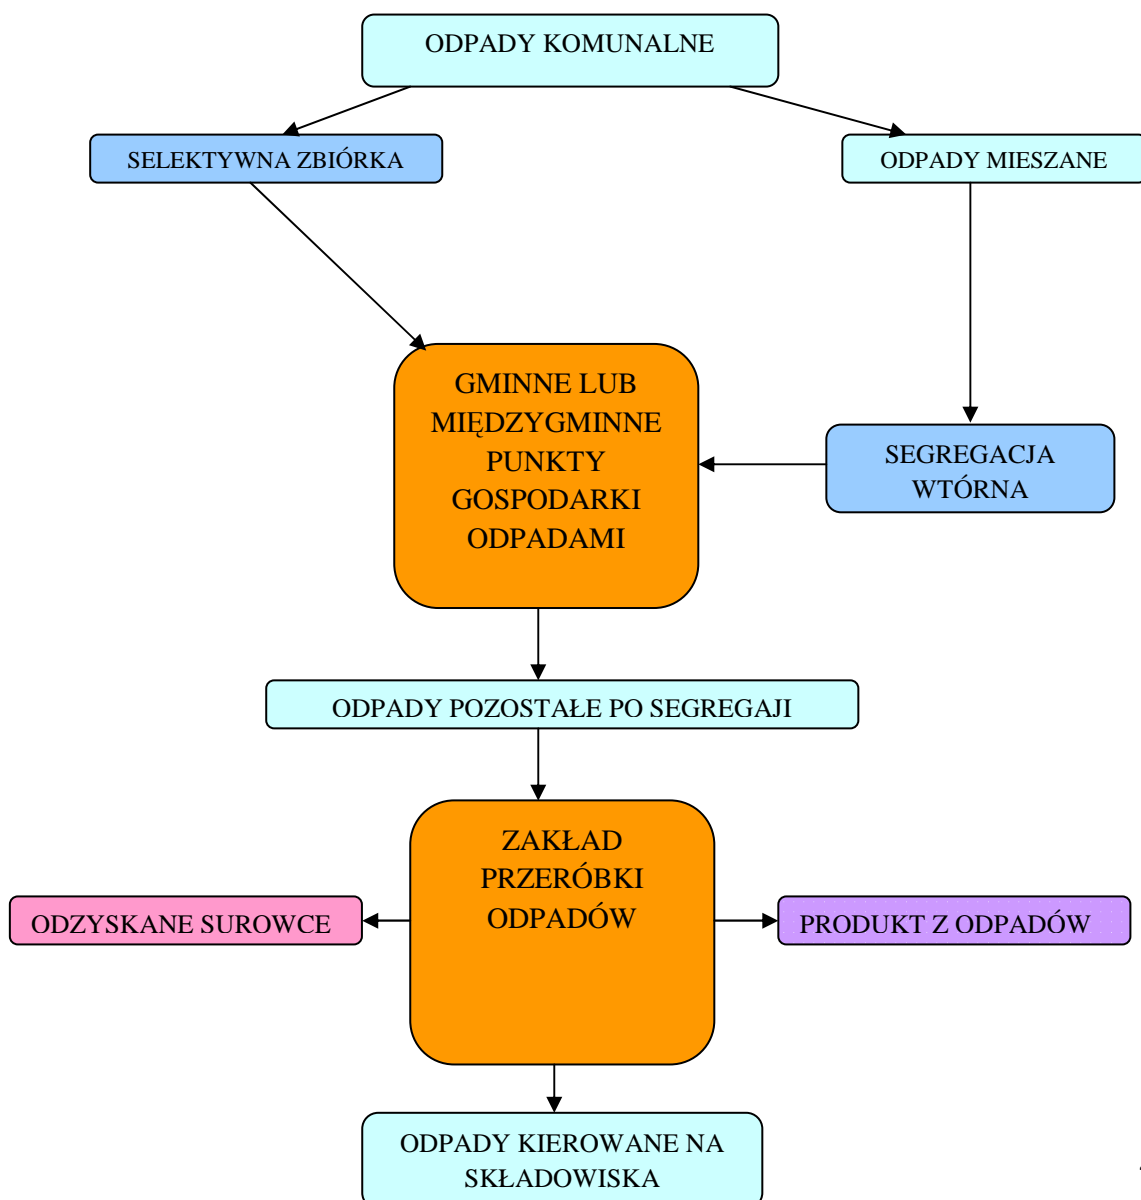 ODPADY KOMUNALNE
SELEKTYWNA ZBIÓRKA
ODPADY MIESZANE
GMINNE LUB
MIĘDZYGMINNE
PUNKTY
GOSPODARKI
ODPADAMI
SEGREGACJA
WTÓRNA
ODPADY POZOSTAŁE PO SEGREGAJI
ZAKŁAD
PRZERÓBKI
ODPADÓW
ODZYSKANE SUROWCE
PRODUKT Z ODPADÓW
ODPADY KIEROWANE NA
SKŁADOWISKA